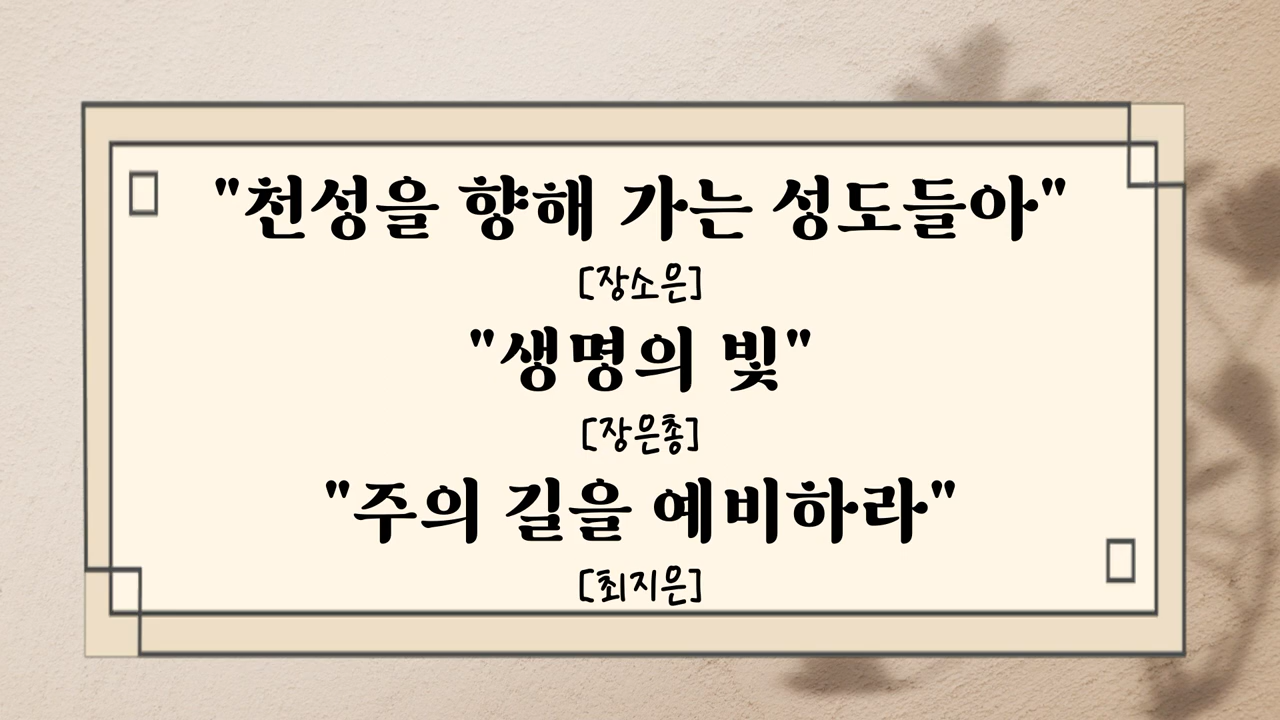 "천성을 향해 가는 성도들아"
[장소은]
"생명의 빛"
[장은총]
"주의 길을 예비하라"
[최지은]